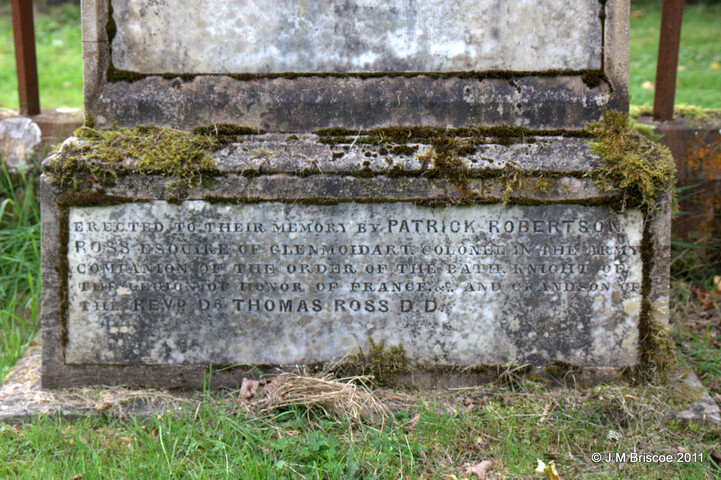 ERECTED TO THEIR MEMORY BY PATRICK ROBERTSON
ROSS ESQUIRE OF GLENMOIDART COLONEL IN THE ARMY
COMPANION OF THE ORDER OF THE BATH KNIGHT OF
THE LEGION OF HONOR OF FRANCE &c. AND GRANDSON OF
THE REVD DR THOMAS ROSS D.D.
© J M Briscoe 2011